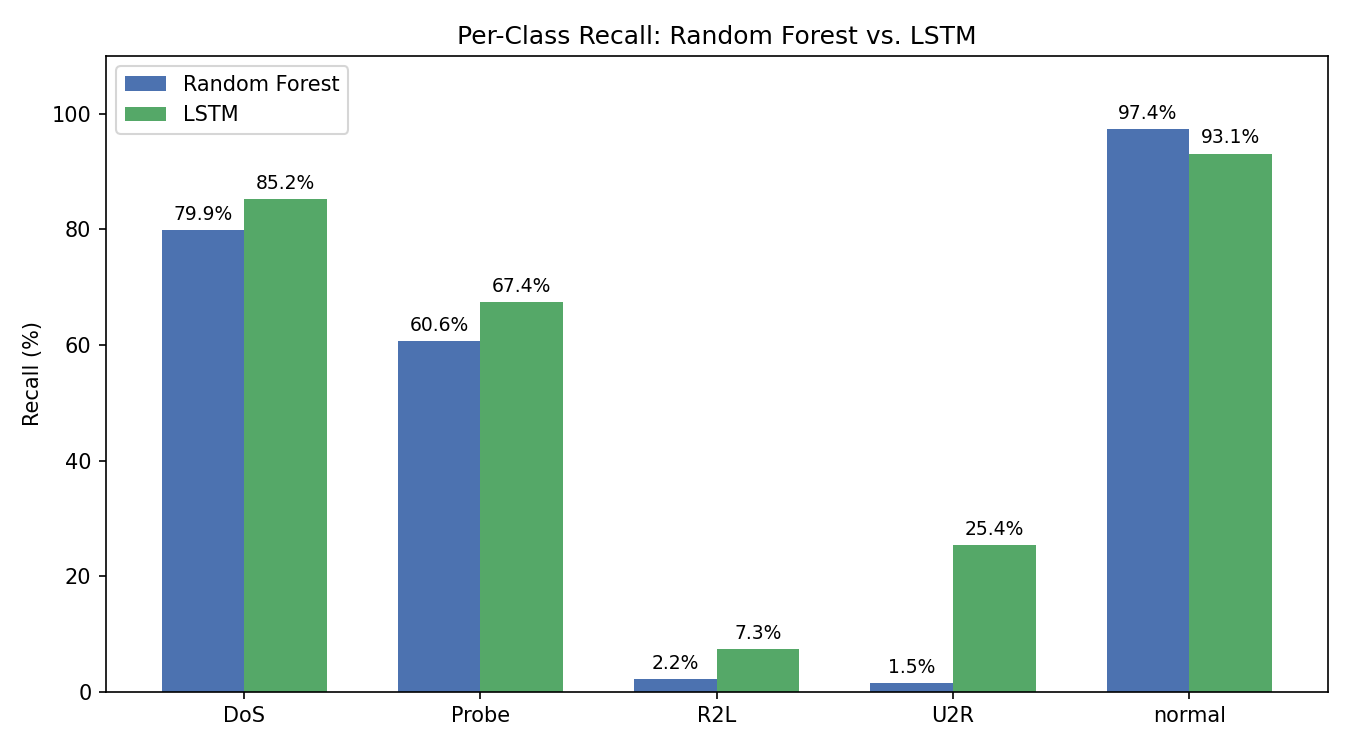 Per-Class Recall: Random Forest vs. LSTM
Random Forest
LSTM
Recall (%)
100
80
60
40
20
0
79.9%
85.2%
60.6%
67.4%
2.2%
7.3%
1.5%
25.4%
97.4%
93.1%
DoS
Probe
R2L
U2R
normal